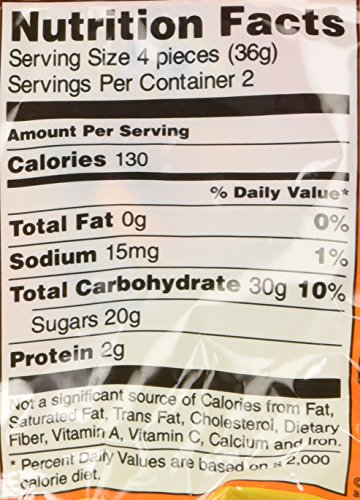 Nutrition Facts
Serving Size 4 pieces (36g)
Servings Per Container 2
Amount Per Serving
Calories 130
% Daily Value*
Total Fat 0g 0%
Sodium 15mg 1%
Total Carbohydrate 30g 10%
Sugars 20g
Protein 2g
Not a significant source of Calories from Fat,
Saturated Fat, Trans Fat, Cholesterol, Dietary
Fiber, Vitamin A, Vitamin C, Calcium and Iron.
* Percent Daily Values are based on a 2,000
calorie diet.